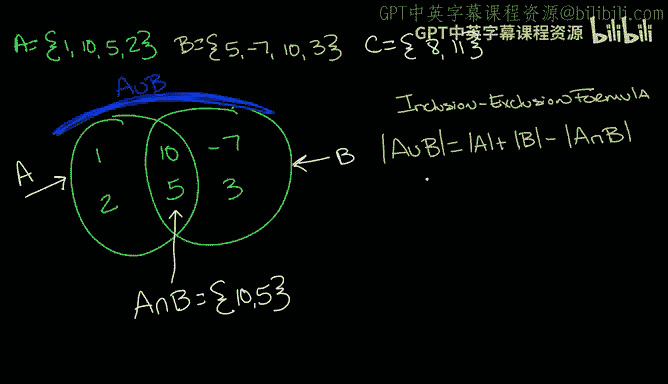 GPT中英字幕课程资源@bilibili.com
GPT中英字幕课程资源 bilibili
A={1,10,5,2} B={5,-7,10,3} C={8,11}
A∪B
Inclusion-Exclusion Formula
|A∪B|=|A|+|B|-|A∩B|
1 10 -7
A
B
2 5 3
A∩B={10,5}